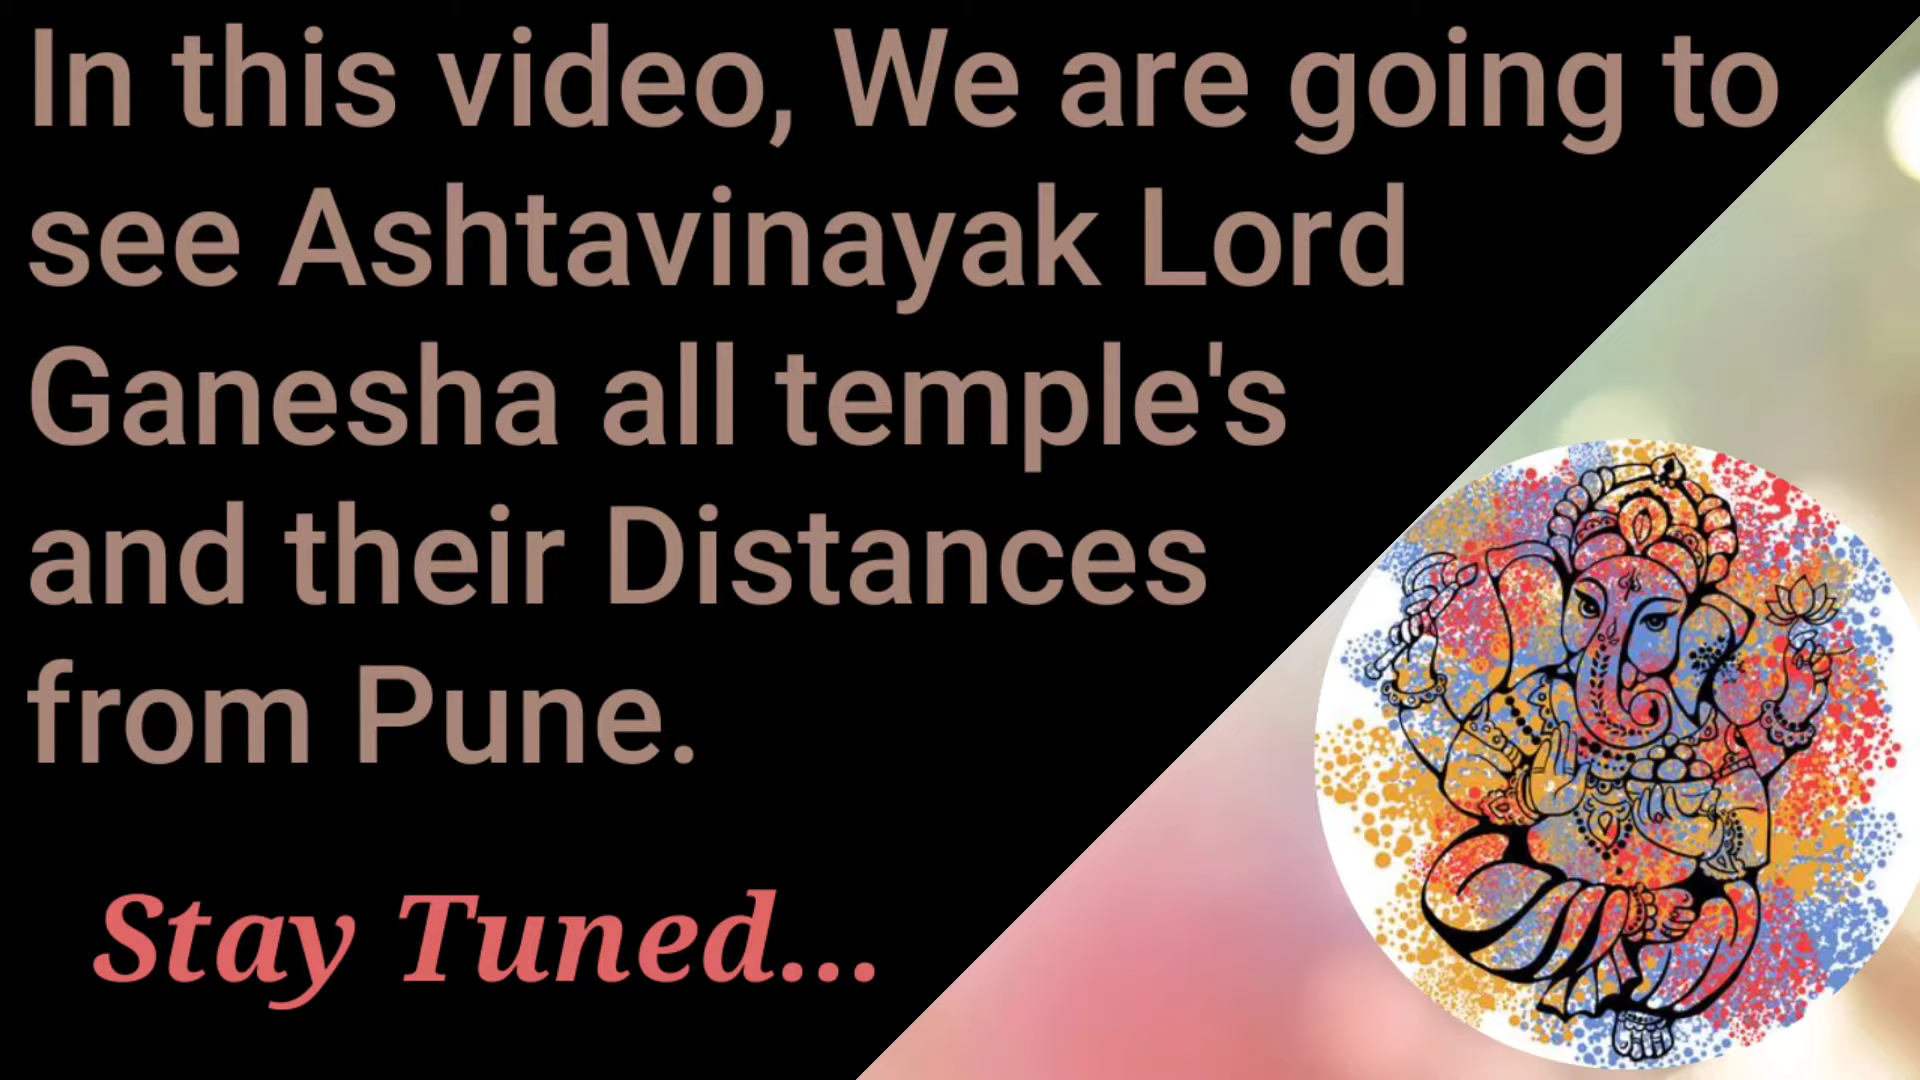 In this video, We are going to
see Ashtavinayak Lord
Ganesha all temple's
and their Distances
from Pune.
Stay Tuned...